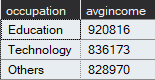 occupation avgincome
Education 920816
Technology 836173
Others 828970